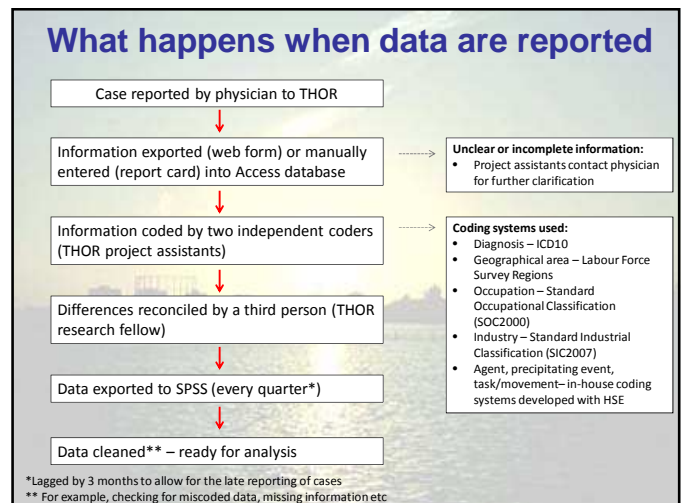 What happens when data are reported
Case reported by physician to THOR
Information exported (web form) or manually
entered (report card) into Access database
Unclear or incomplete information:
• Project assistants contact physician
for further clarification
Information coded by two independent coders
(THOR project assistants)
Coding systems used:
• Diagnosis – ICD10
• Geographical area – Labour Force
Survey Regions
• Occupation – Standard
Occupational Classification
(SOC2000)
• Industry – Standard Industrial
Classification (SIC2007)
• Agent, precipitating event,
task/movement– in-house coding
systems developed with HSE
Differences reconciled by a third person (THOR
research fellow)
Data exported to SPSS (every quarter*)
Data cleaned** – ready for analysis
*Lagged by 3 months to allow for the late reporting of cases
** For example, checking for miscoded data, missing information etc